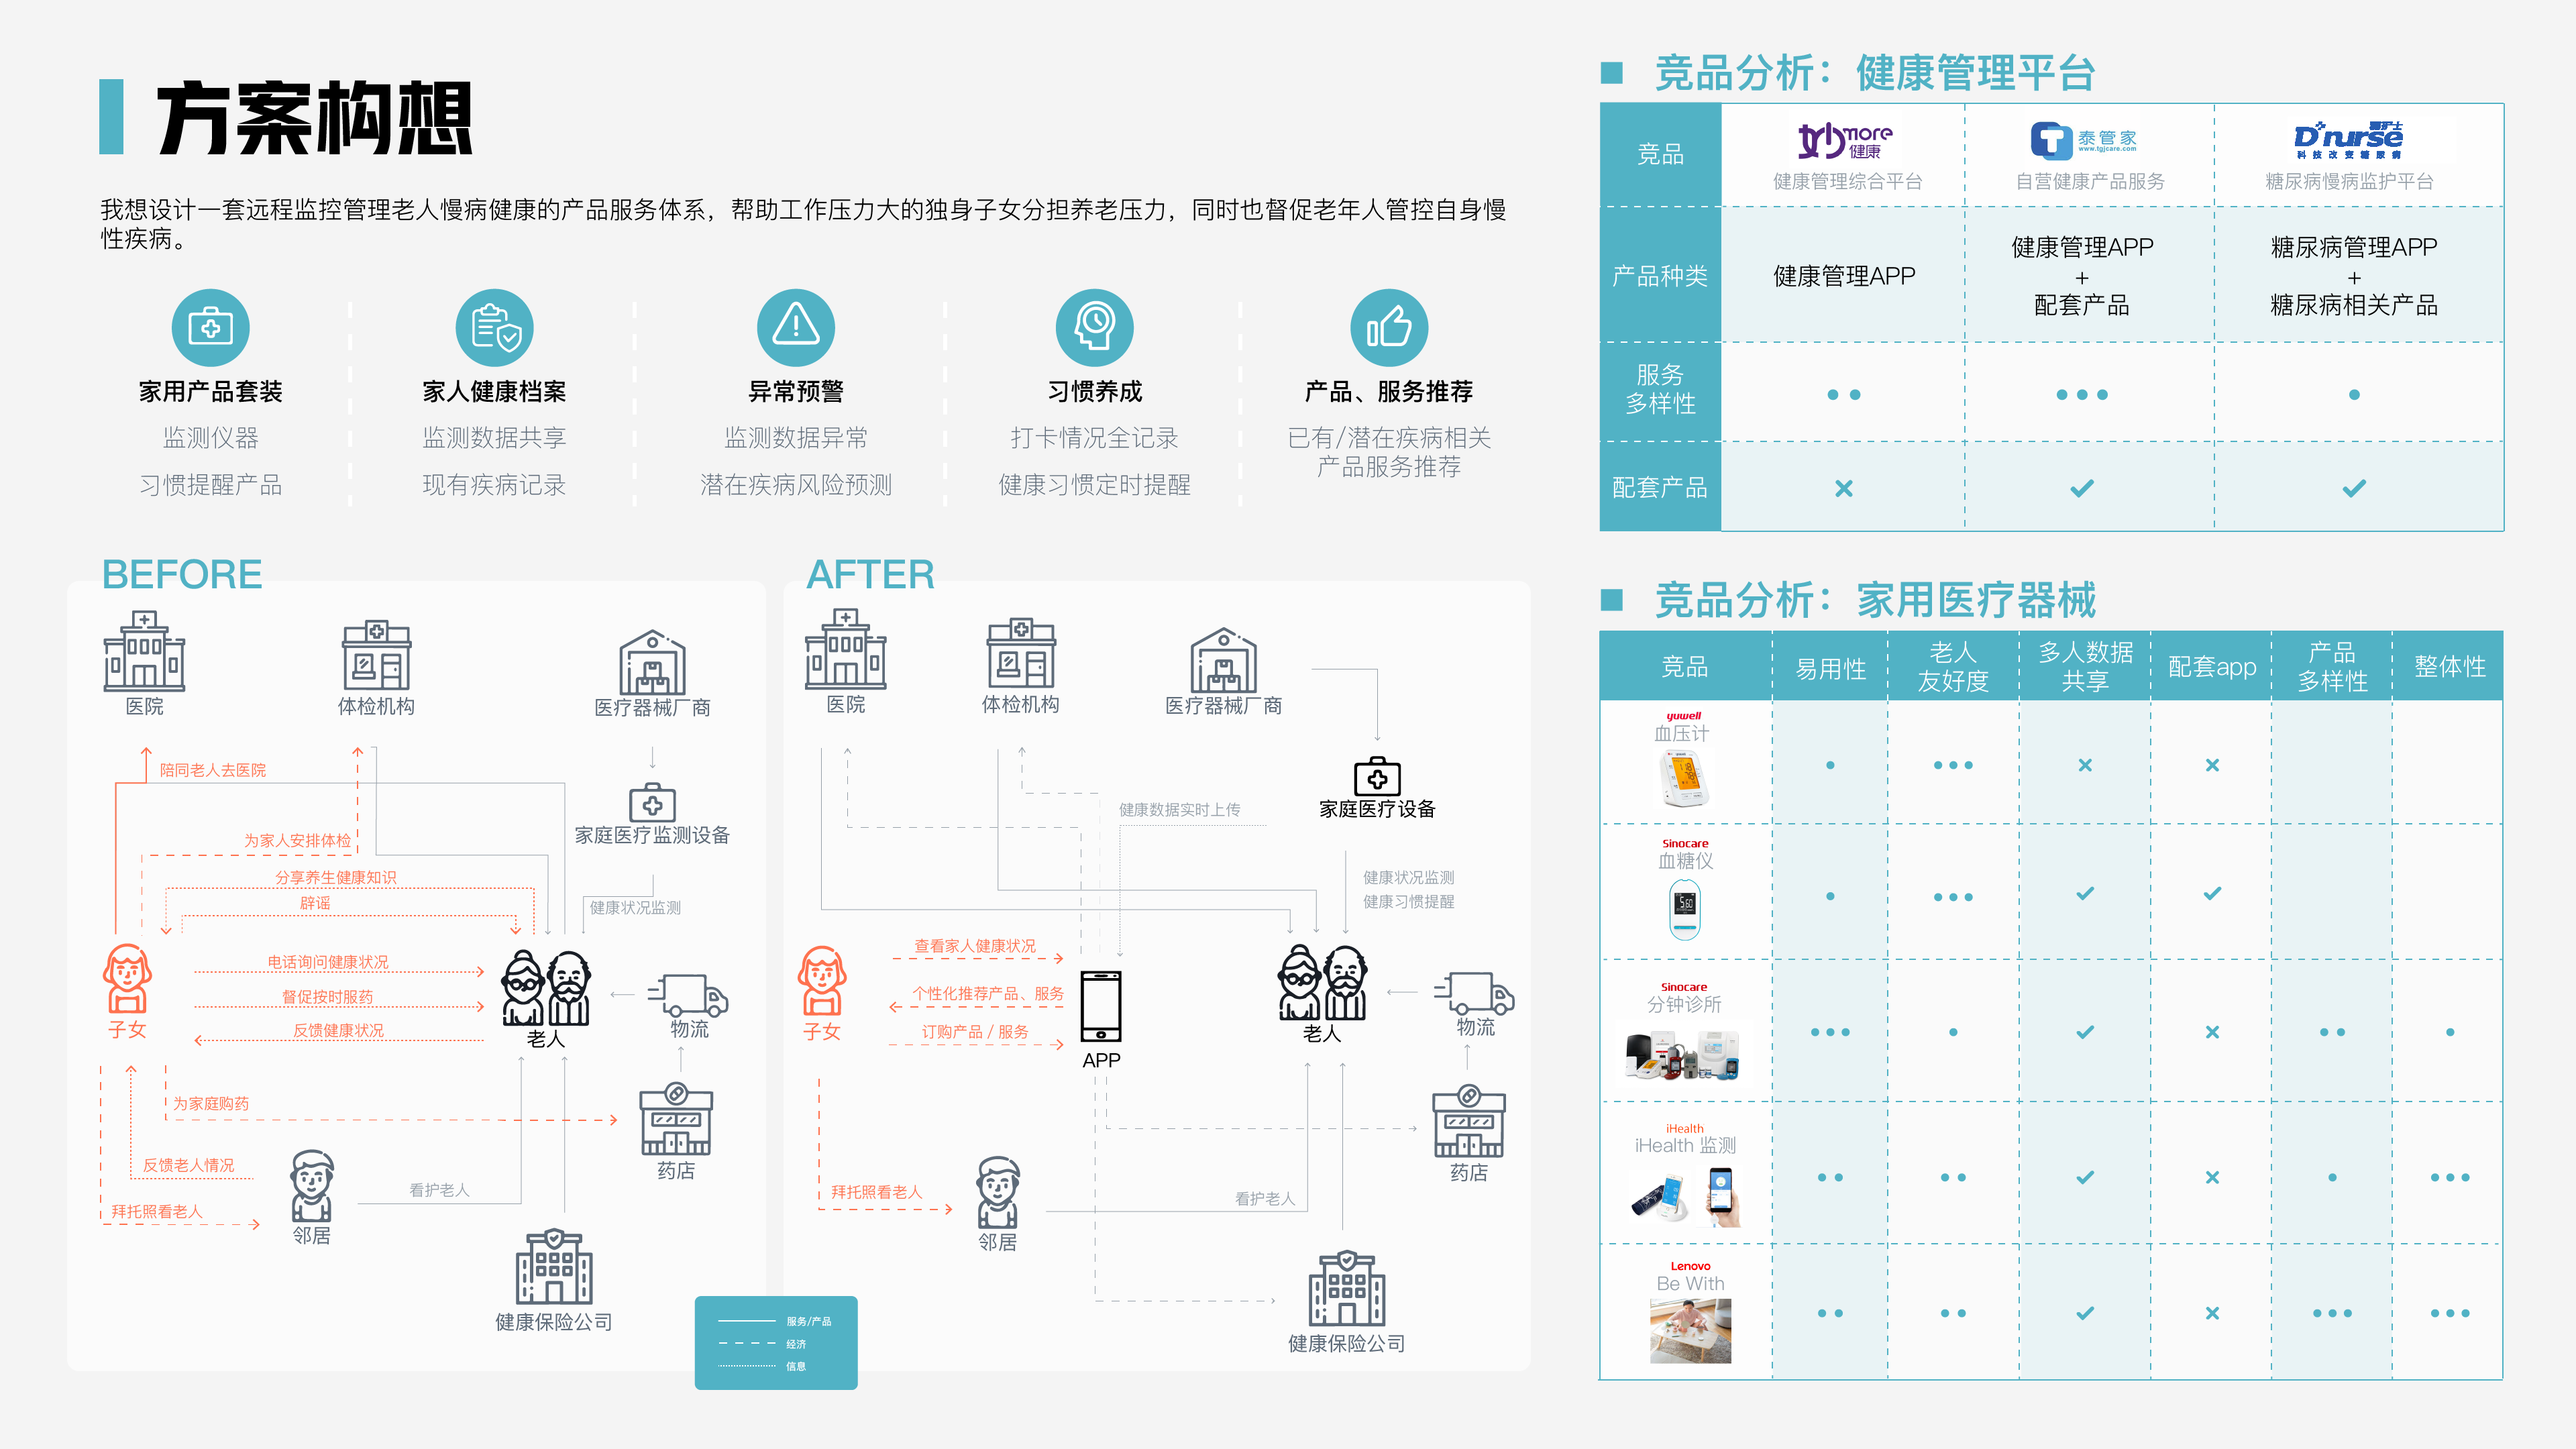 方案构想
我想设计一套远程监控管理老人慢病健康的产品服务体系，帮助工作压力大的独身子女分担养老压力，同时也督促老年人管控自身慢
性疾病。
家用产品套装
监测仪器
习惯提醒产品
家人健康档案
监测数据共享
现有疾病记录
异常预警
监测数据异常
潜在疾病风险预测
习惯养成
打卡情况全记录
健康习惯定时提醒
产品、服务推荐
已有/潜在疾病相关
产品服务推荐
BEFORE
医院
体检机构
医疗器械厂商
陪同老人去医院
家庭医疗监测设备
为家人安排体检
分享养生健康知识
辟谣
健康状况监测
电话询问健康状况
督促按时服药
反馈健康状况
子女
老人
物流
为家庭购药
药店
反馈老人情况
看护老人
拜托照看老人
邻居
健康保险公司
AFTER
医院
体检机构
医疗器械厂商
健康数据实时上传
家庭医疗设备
健康状况监测
健康习惯提醒
查看家人健康状况
个性化推荐产品、服务
订购产品 / 服务
子女
APP
老人
物流
药店
拜托照看老人
看护老人
邻居
健康保险公司
服务/产品
经济
信息
竞品分析：健康管理平台
竞品
妙more
健康
健康管理综合平台
泰管家
www.tgjcare.com
自营健康产品服务
糖护士
D'nurse
科技改变糖尿病
糖尿病慢病监护平台
产品种类
健康管理APP
健康管理APP
+
配套产品
糖尿病管理APP
+
糖尿病相关产品
服务
多样性
配套产品
竞品分析：家用医疗器械
竞品
易用性
老人
友好度
多人数据
共享
配套app
产品
多样性
整体性
yuwell
血压计
Sinocare
血糖仪
Sinocare
分钟诊所
iHealth
iHealth 监测
Lenovo
Be With